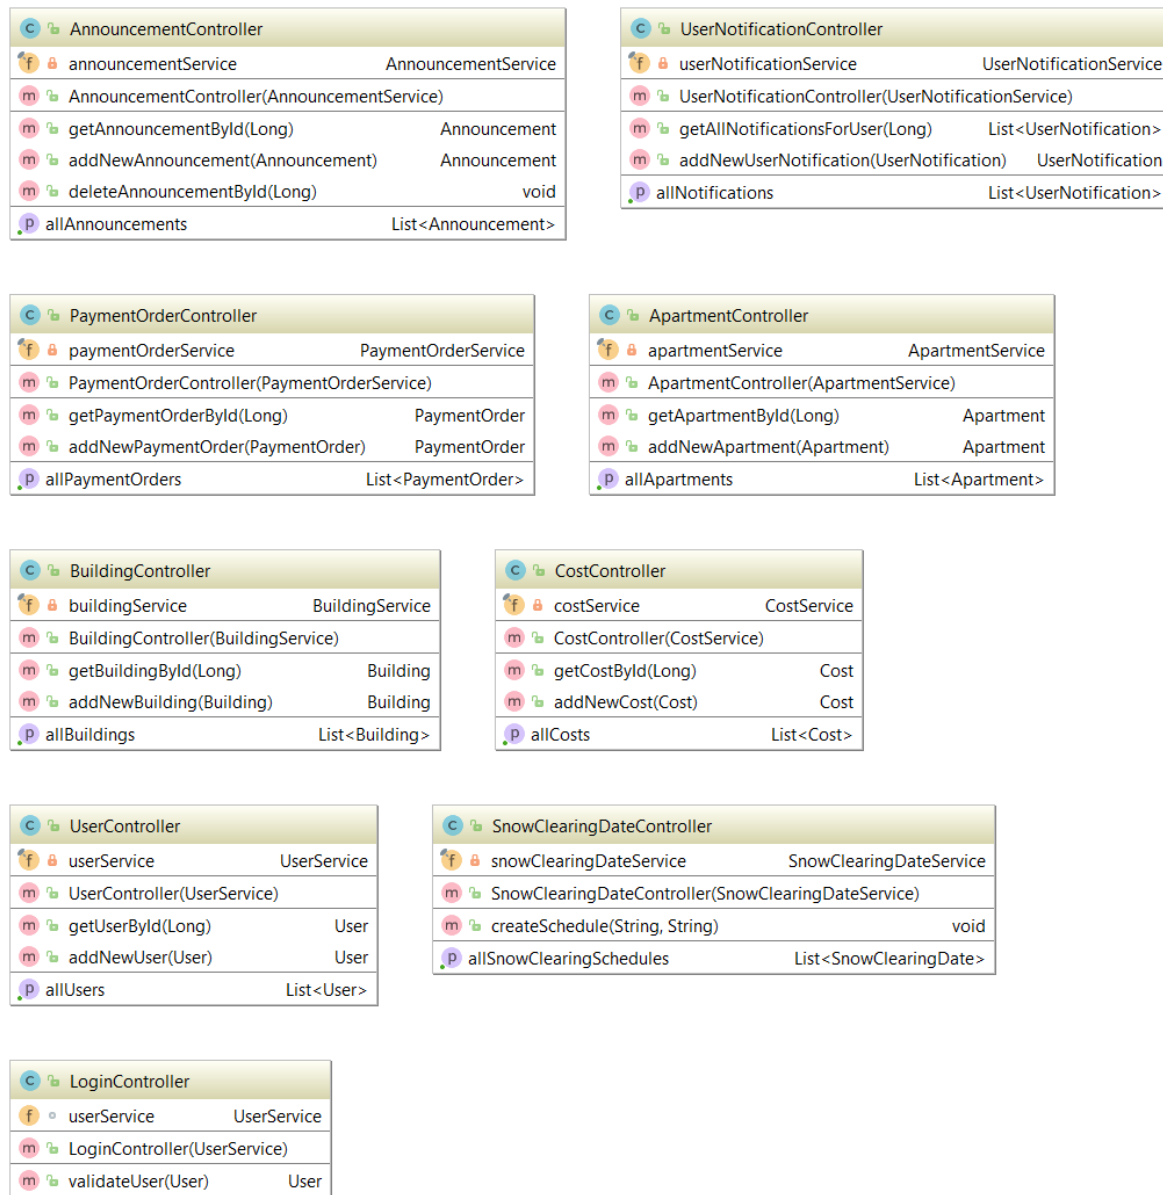 AnnouncementController
announcementService AnnouncementService
AnnouncementController(AnnouncementService)
getAnnouncementById(Long) Announcement
addNewAnnouncement(Announcement) Announcement
deleteAnnouncementById(Long) void
allAnnouncements List<Announcement>
UserNotificationController
userNotificationService UserNotificationService
UserNotificationController(UserNotificationService)
getAllNotificationsForUser(Long) List<UserNotification>
addNewUserNotification(UserNotification) UserNotification
allNotifications List<UserNotification>
PaymentOrderController
paymentOrderService PaymentOrderService
PaymentOrderController(PaymentOrderService)
getPaymentOrderById(Long) PaymentOrder
addNewPaymentOrder(PaymentOrder) PaymentOrder
allPaymentOrders List<PaymentOrder>
ApartmentController
apartmentService ApartmentService
ApartmentController(ApartmentService)
getApartmentById(Long) Apartment
addNewApartment(Apartment) Apartment
allApartments List<Apartment>
BuildingController
buildingService BuildingService
BuildingController(BuildingService)
getBuildingById(Long) Building
addNewBuilding(Building) Building
allBuildings List<Building>
CostController
costService CostService
CostController(CostService)
getCostById(Long) Cost
addNewCost(Cost) Cost
allCosts List<Cost>
UserController
userService UserService
UserController(UserService)
getUserById(Long) User
addNewUser(User) User
allUsers List<User>
SnowClearingDateController
snowClearingDateService SnowClearingDateService
SnowClearingDateController(SnowClearingDateService)
createSchedule(String, String) void
allSnowClearingSchedules List<SnowClearingDate>
LoginController
userService UserService
LoginController(UserService)
validateUser(User) User